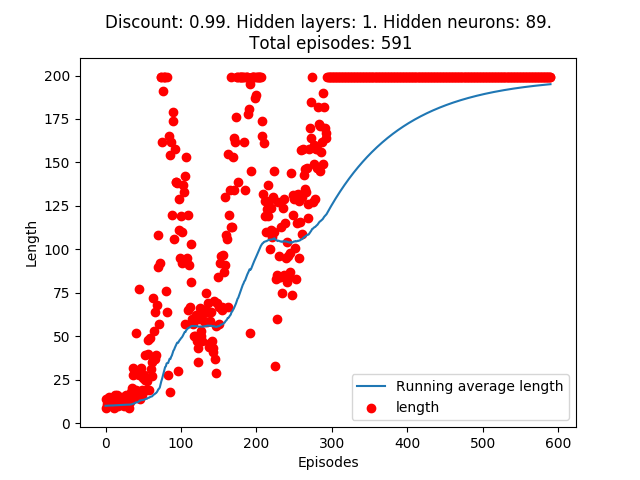 Discount: 0.99. Hidden layers: 1. Hidden neurons: 89.
Total episodes: 591
200
175
150
125
100
75
50
25
0
Length
Running average length
length
0 100 200 300 400 500 600
Episodes